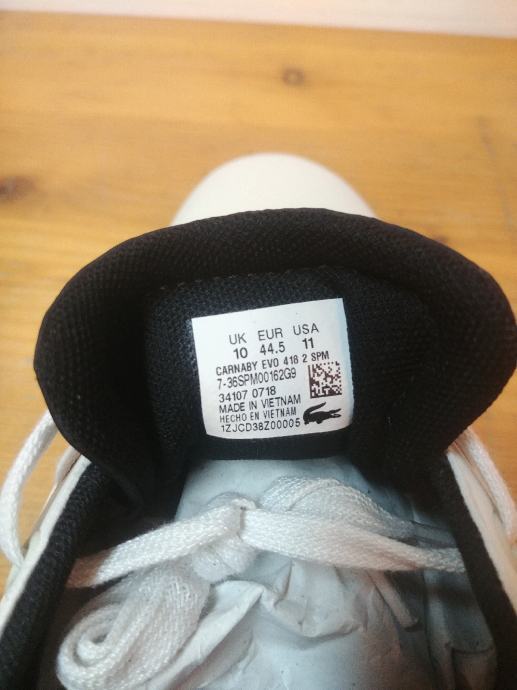 UK EUR USA
10 44.5 11
CARNABY EVO 418 2 SPM
7-36SPM00162G9
34107 0718
MADE IN VIETNAM
HECHO EN VIETNAM
1ZJCD38Z00005